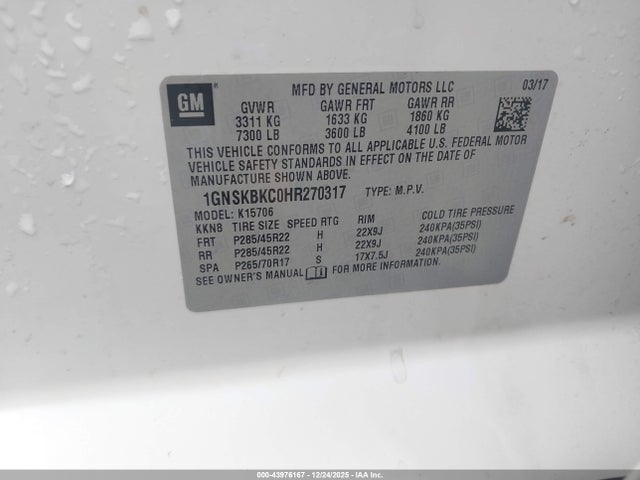 GM
MFD BY GENERAL MOTORS LLC 03/17
GVWR GAWR FRT GAWR RR
3311 KG 1633 KG 1860 KG
7300 LB 3600 LB 4100 LB
THIS VEHICLE CONFORMS TO ALL APPLICABLE U.S. FEDERAL MOTOR
VEHICLE SAFETY STANDARDS IN EFFECT ON THE DATE OF
MANUFACTURE SHOWN ABOVE.
1GNSKBKC0HR270317 TYPE: M.P.V.
MODEL: K15706
KKNB TIRE SIZE SPEED RTG RIM COLD TIRE PRESSURE
FRT P285/45R22 H 22X9J 240KPA(35PSI)
RR P285/45R22 H 22X9J 240KPA(35PSI)
SPA P265/70R17 S 17X7.5J 240KPA(35PSI)
SEE OWNER'S MANUAL FOR MORE INFORMATION.
000-43976167 - 12/24/2025 - IAAI.CA